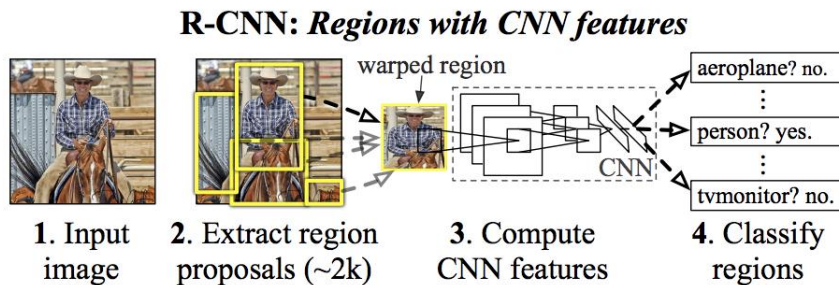 R-CNN: Regions with CNN features
warped region
aeroplane? no.
person? yes.
tvmonitor? no.
CNN
1. Input
image
2. Extract region
proposals (~2k)
3. Compute
CNN features
4. Classify
regions